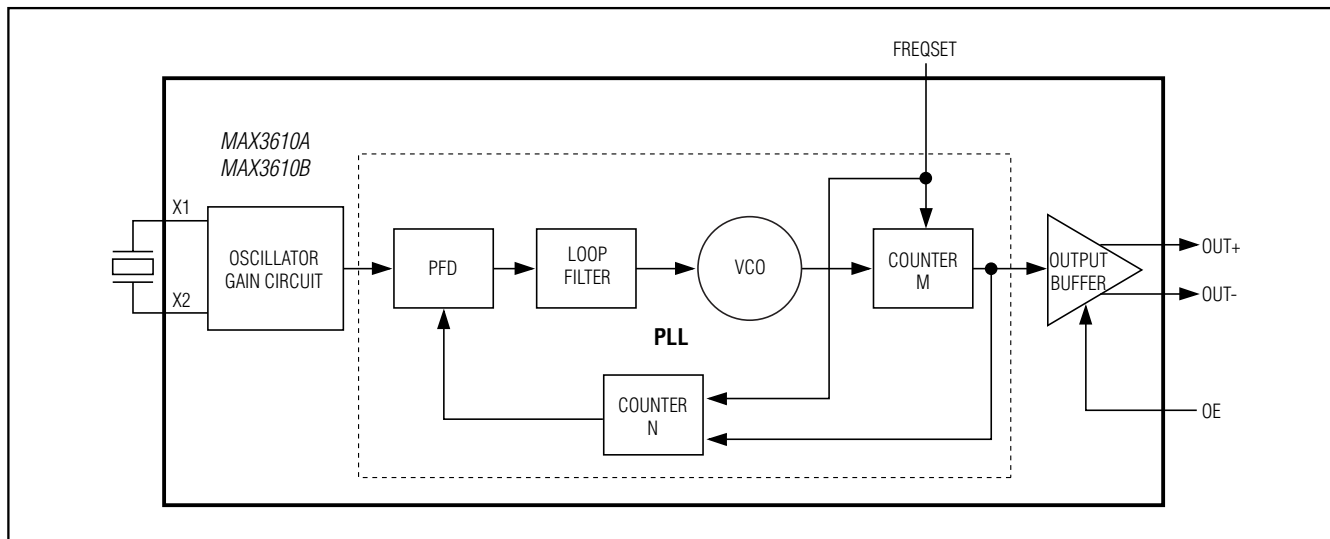 FREQSET
MAX3610A
MAX3610B
X1
X2
OSCILLATOR
GAIN CIRCUIT
PFD
LOOP
FILTER
VCO
COUNTER
M
OUTPUT
BUFFER
OUT+
OUT-
PLL
COUNTER
N
OE